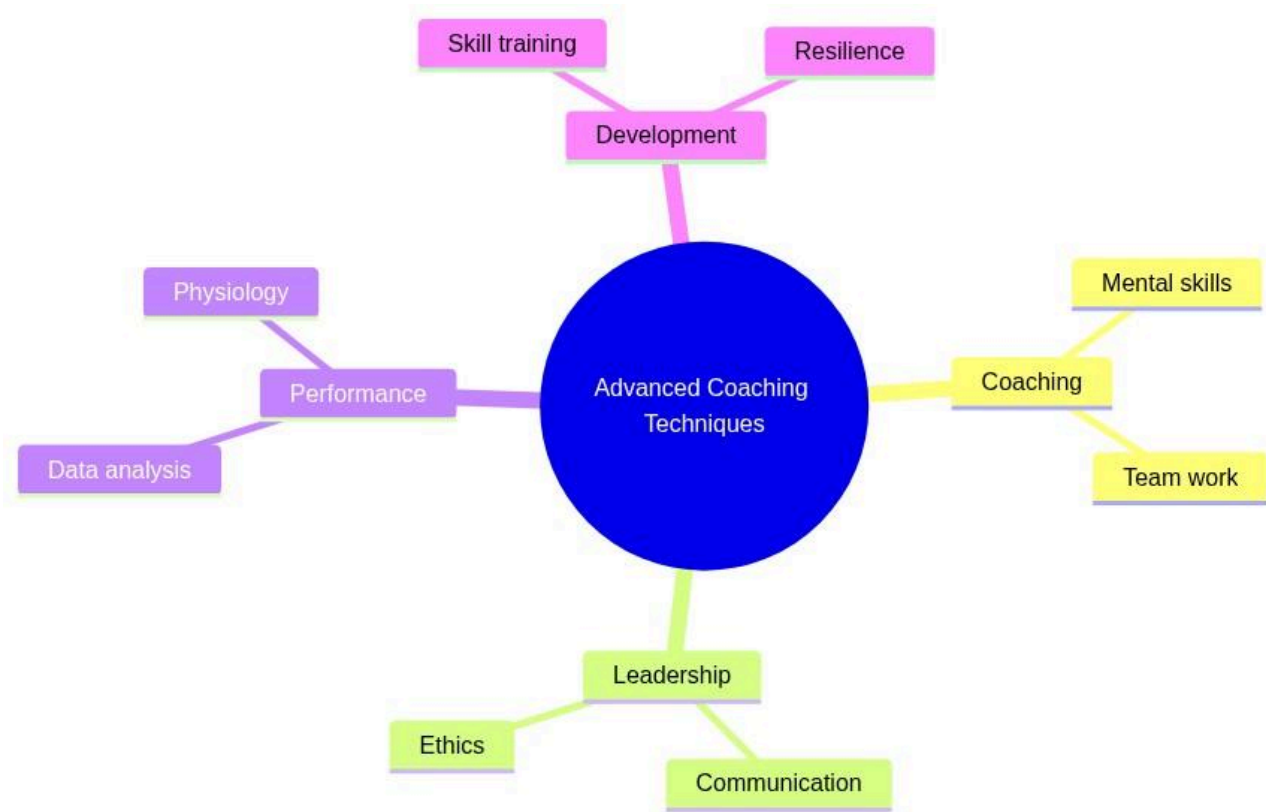 Skill training
Resilience
Development
Physiology
Performance
Data analysis
Advanced Coaching
Techniques
Mental skills
Coaching
Team work
Leadership
Ethics
Communication